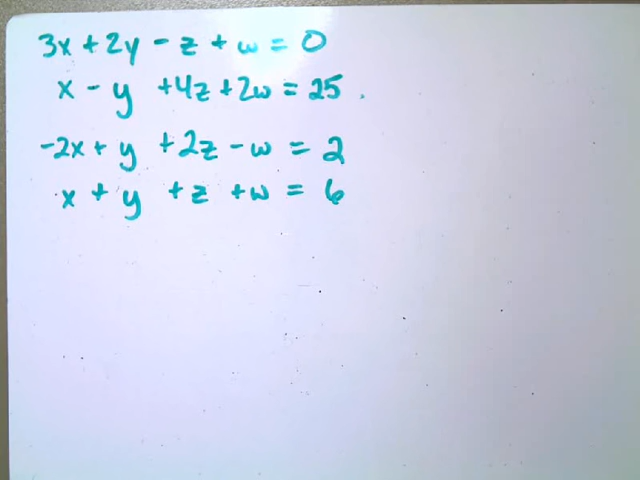 3x + 2y - z + w = 0
x - y + 4z + 2w = 25
-2x + y + 2z - w = 2
x + y + z + w = 6